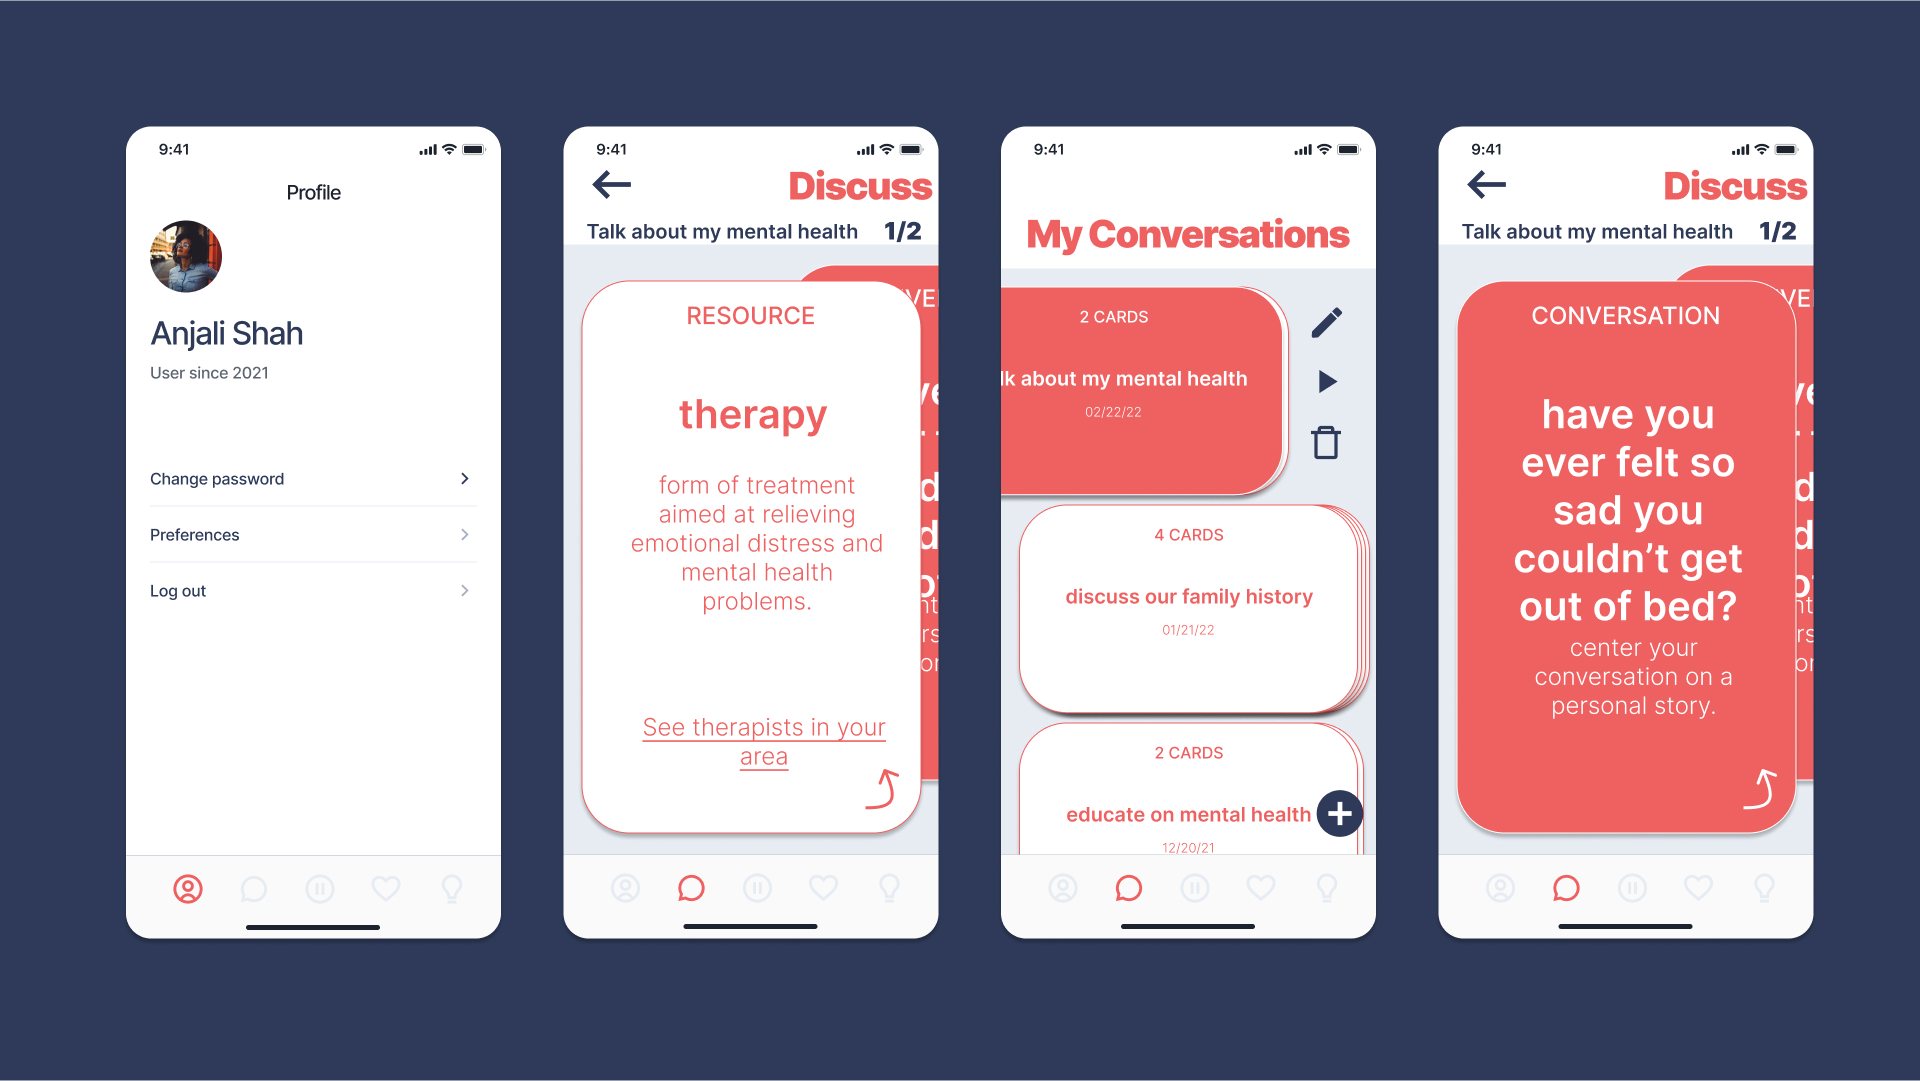 9:41
Profile
Anjali Shah
User since 2021
Change password
Preferences
Log out
9:41
Discuss
Talk about my mental health 1/2
RESOURCE
therapy
form of treatment
aimed at relieving
emotional distress and
mental health
problems.
See therapists in your
area
9:41
My Conversations
2 CARDS
lk about my mental health
02/22/22
4 CARDS
discuss our family history
01/21/22
2 CARDS
educate on mental health
12/20/21
9:41
Discuss
Talk about my mental health 1/2
CONVERSATION
have you
ever felt so
sad you
couldn’t get
out of bed?
center your
conversation on a
personal story.